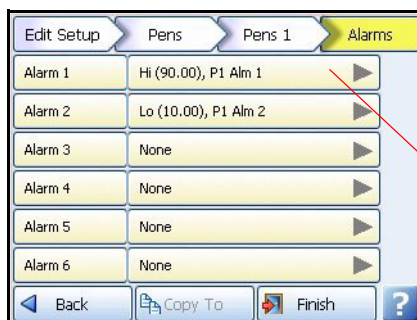 Edit Setup Pens Pens 1 Alarms
Alarm 1 Hi (90.00), P1 Alm 1
Alarm 2 Lo (10.00), P1 Alm 2
Alarm 3 None
Alarm 4 None
Alarm 5 None
Alarm 6 None
Back Copy To Finish ?